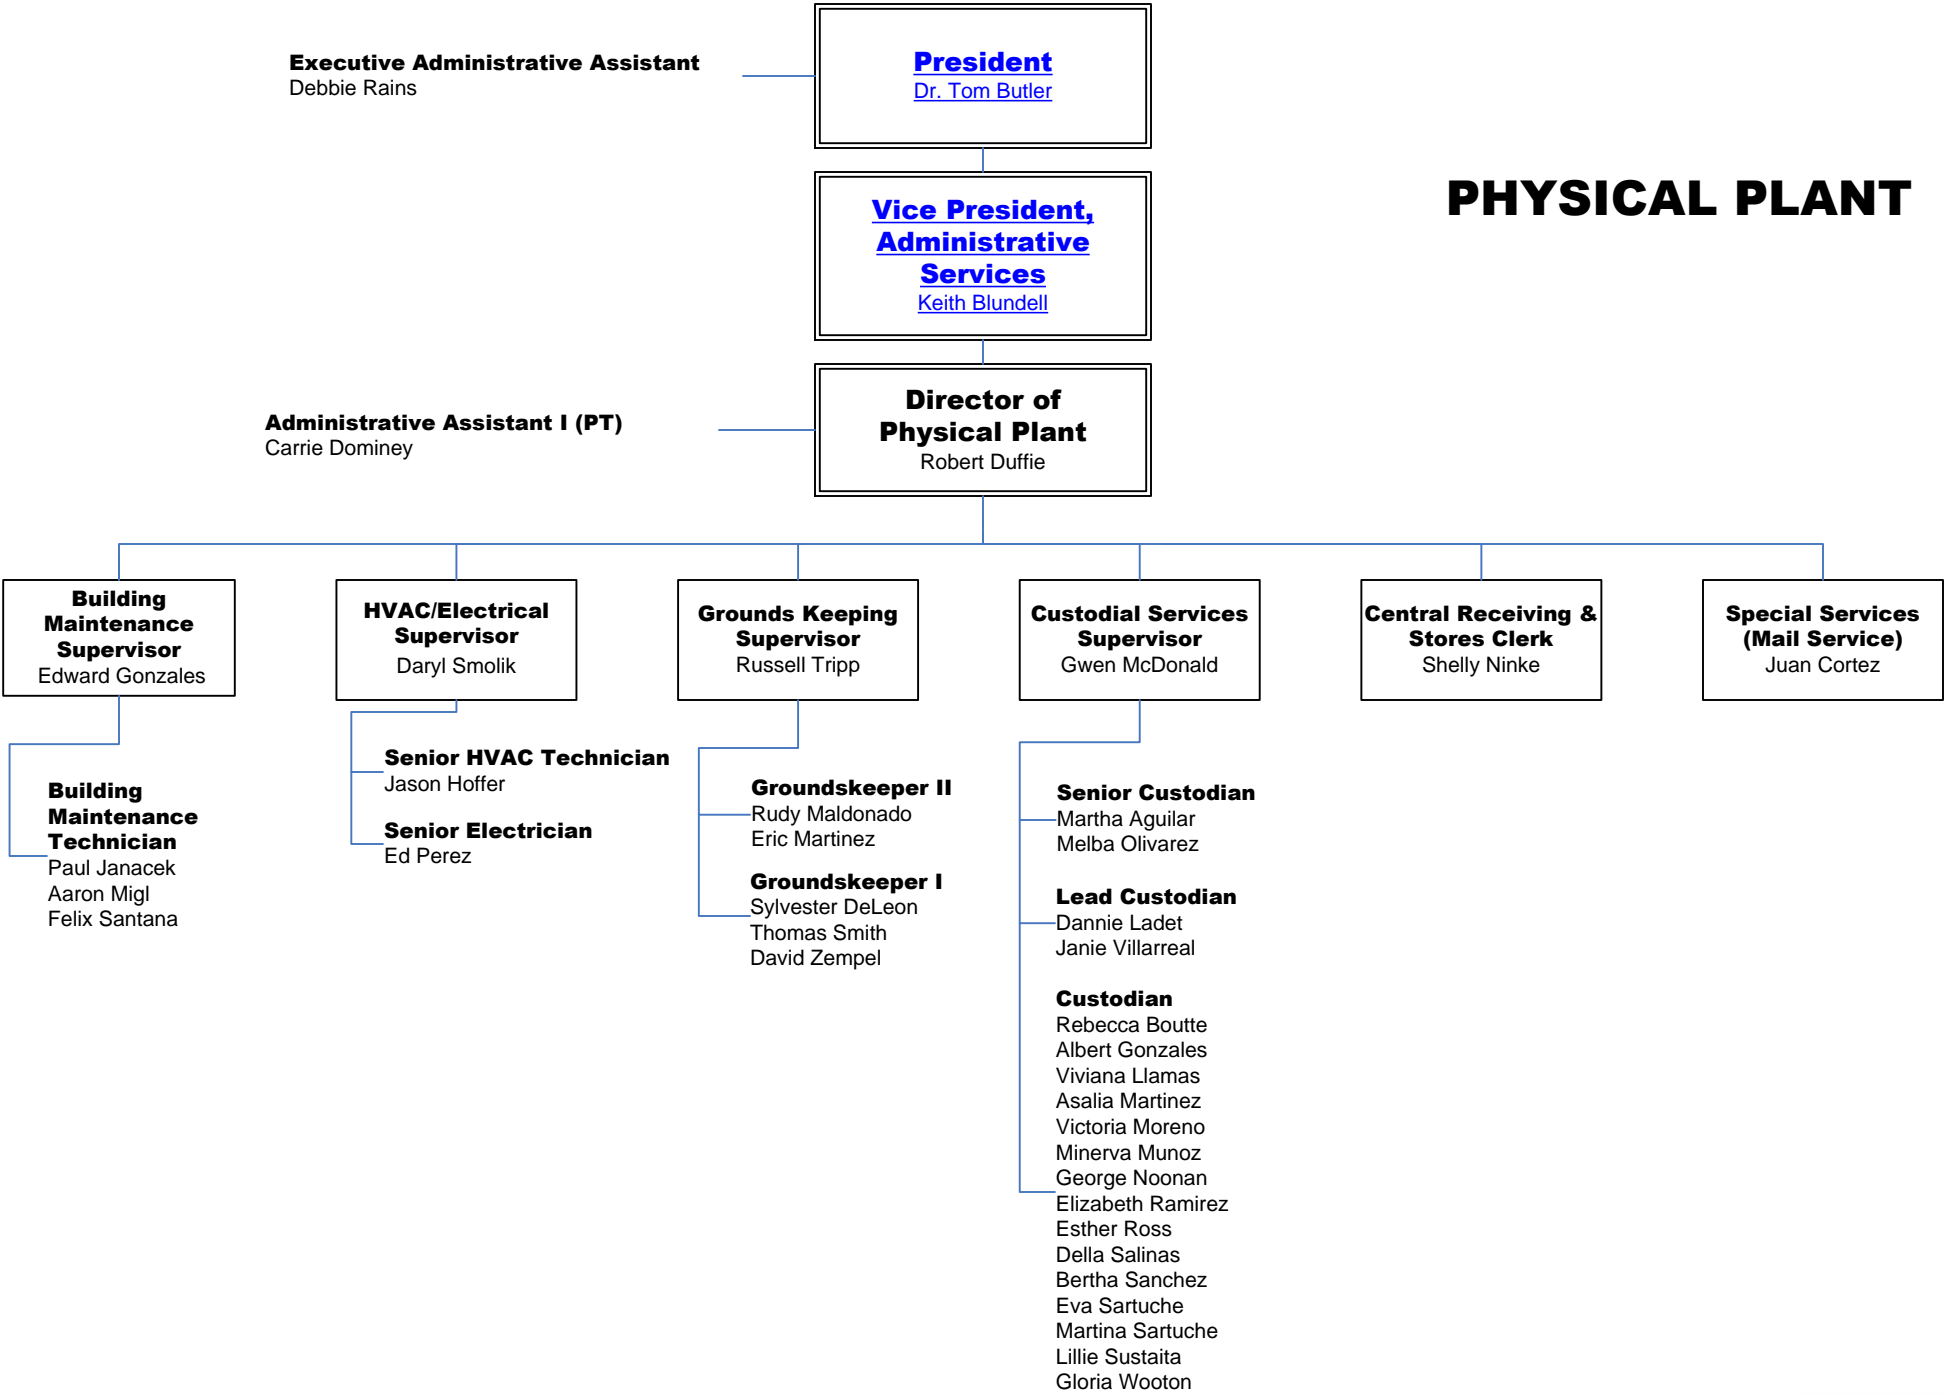 Executive Administrative Assistant
Debbie Rains
President
Dr. Tom Butler
PHYSICAL PLANT
Vice President,
Administrative
Services
Keith Blundell
Administrative Assistant I (PT)
Carrie Dominey
Director of
Physical Plant
Robert Duffie
Building
Maintenance
Supervisor
Edward Gonzales
HVAC/Electrical
Supervisor
Daryl Smolik
Grounds Keeping
Supervisor
Russell Tripp
Custodial Services
Supervisor
Gwen McDonald
Central Receiving &
Stores Clerk
Shelly Ninke
Special Services
(Mail Service)
Juan Cortez
Building
Maintenance
Technician
Paul Janacek
Aaron Migl
Felix Santana
Senior HVAC Technician
Jason Hoffer
Senior Electrician
Ed Perez
Groundskeeper II
Rudy Maldonado
Eric Martinez
Groundskeeper I
Sylvester DeLeon
Thomas Smith
David Zempel
Senior Custodian
Martha Aguilar
Melba Olivarez
Lead Custodian
Dannie Ladet
Janie Villarreal
Custodian
Rebecca Boutte
Albert Gonzales
Viviana Llamas
Asalia Martinez
Victoria Moreno
Minerva Munoz
George Noonan
Elizabeth Ramirez
Esther Ross
Della Salinas
Bertha Sanchez
Eva Sartuche
Martina Sartuche
Lillie Sustaita
Gloria Wooton